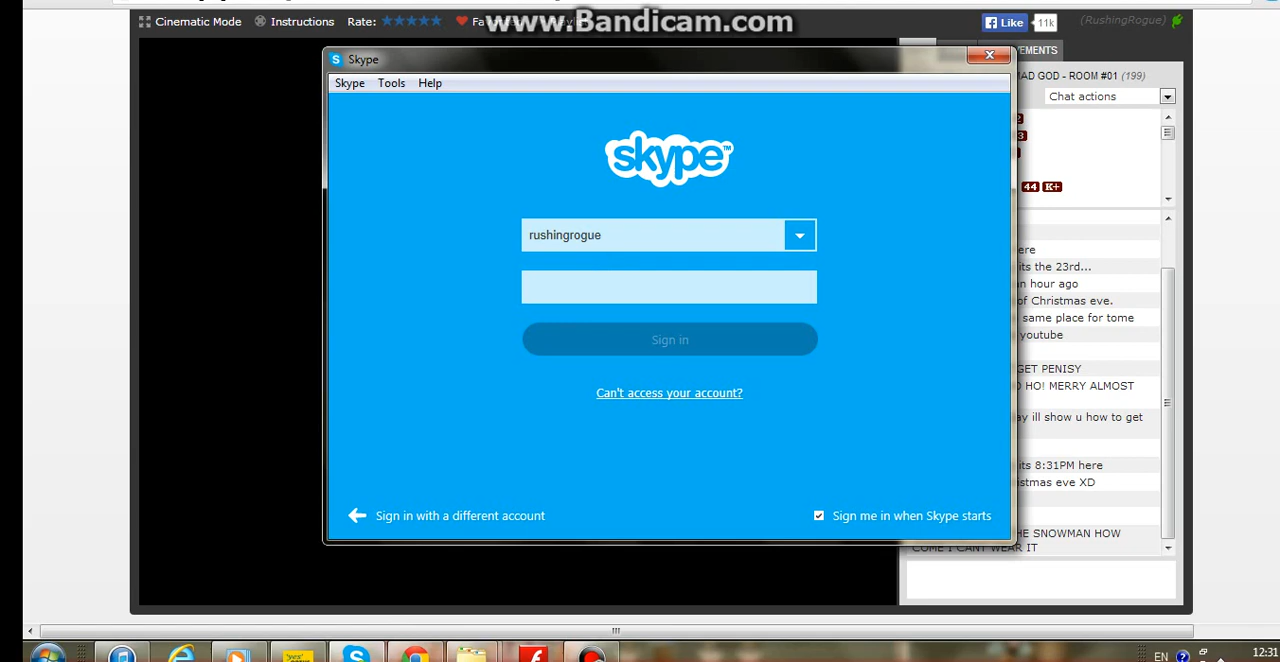 www.Bandicam.com
Cinematic Mode Instructions Rate: Fa
Like 11k (RushingRogue)
Skype
EMENTS
Skype Tools Help
MAD GOD - ROOM #01 (199)
Chat actions
skype™
44 K+
rushingrogue
ere
its the 23rd...
an hour ago
of Christmas eve.
same place for tome
youtube
Sign in
GET PENISY
HO! MERRY ALMOST
Can't access your account?
ay ill show u how to get
its 8:31PM here
istmas eve XD
Sign in with a different account
Sign me in when Skype starts
HE SNOWMAN HOW
COME I CANT WEAR IT
EN 12:31